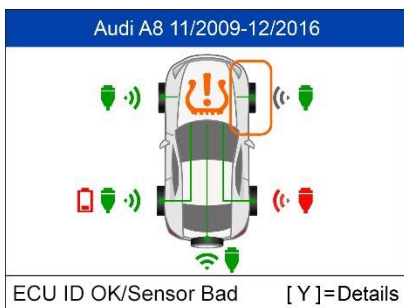 Audi A8 11/2009-12/2016
ECU ID OK/Sensor Bad [ Y ]=Details